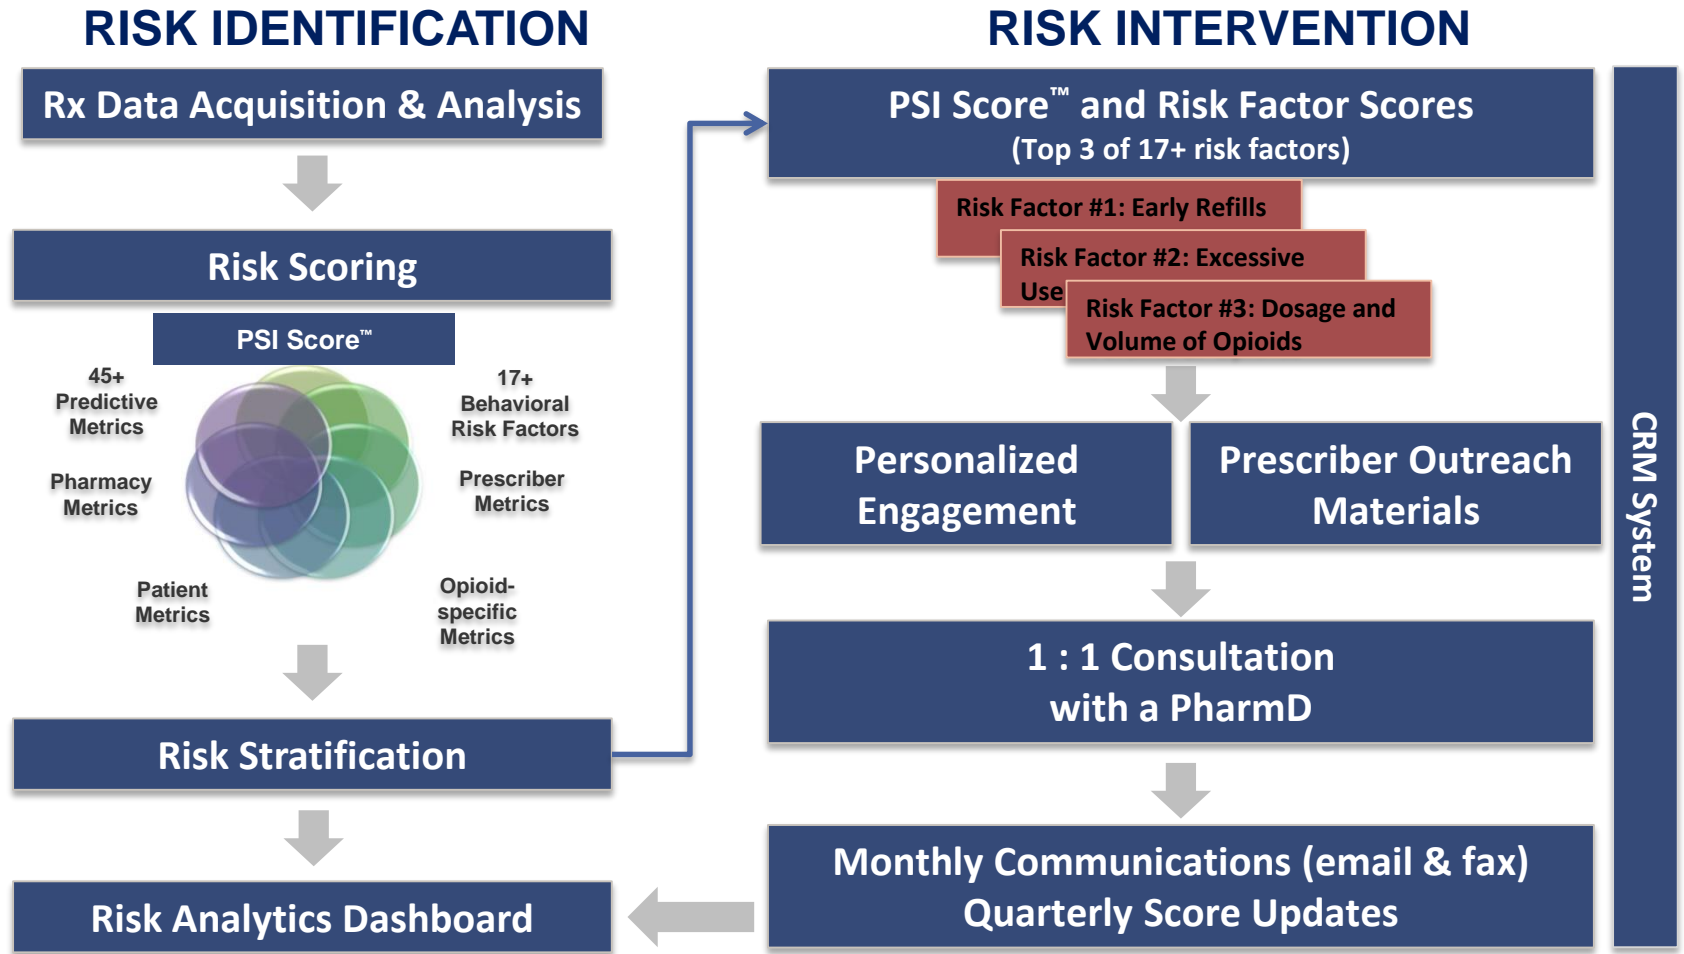 RISK IDENTIFICATION
Rx Data Acquisition & Analysis
Risk Scoring
PSI Score™
45+
Predictive
Metrics
17+
Behavioral
Risk Factors
Pharmacy
Metrics
Prescriber
Metrics
Patient
Metrics
Opioid-
specific
Metrics
Risk Stratification
Risk Analytics Dashboard
RISK INTERVENTION
PSI Score™ and Risk Factor Scores
(Top 3 of 17+ risk factors)
Risk Factor #1: Early Refills
Risk Factor #2: Excessive
Use
Risk Factor #3: Dosage and
Volume of Opioids
Personalized
Engagement
Prescriber Outreach
Materials
1 : 1 Consultation
with a PharmD
Monthly Communications (email & fax)
Quarterly Score Updates
CRM System